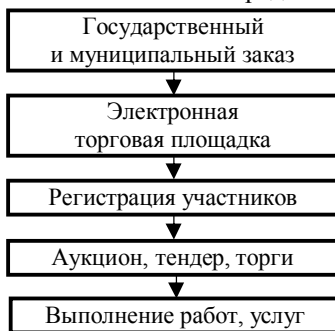 Государственный
и муниципальный заказ
Электронная
торговая площадка
Регистрация участников
Аукцион, тендер, торги
Выполнение работ, услуг